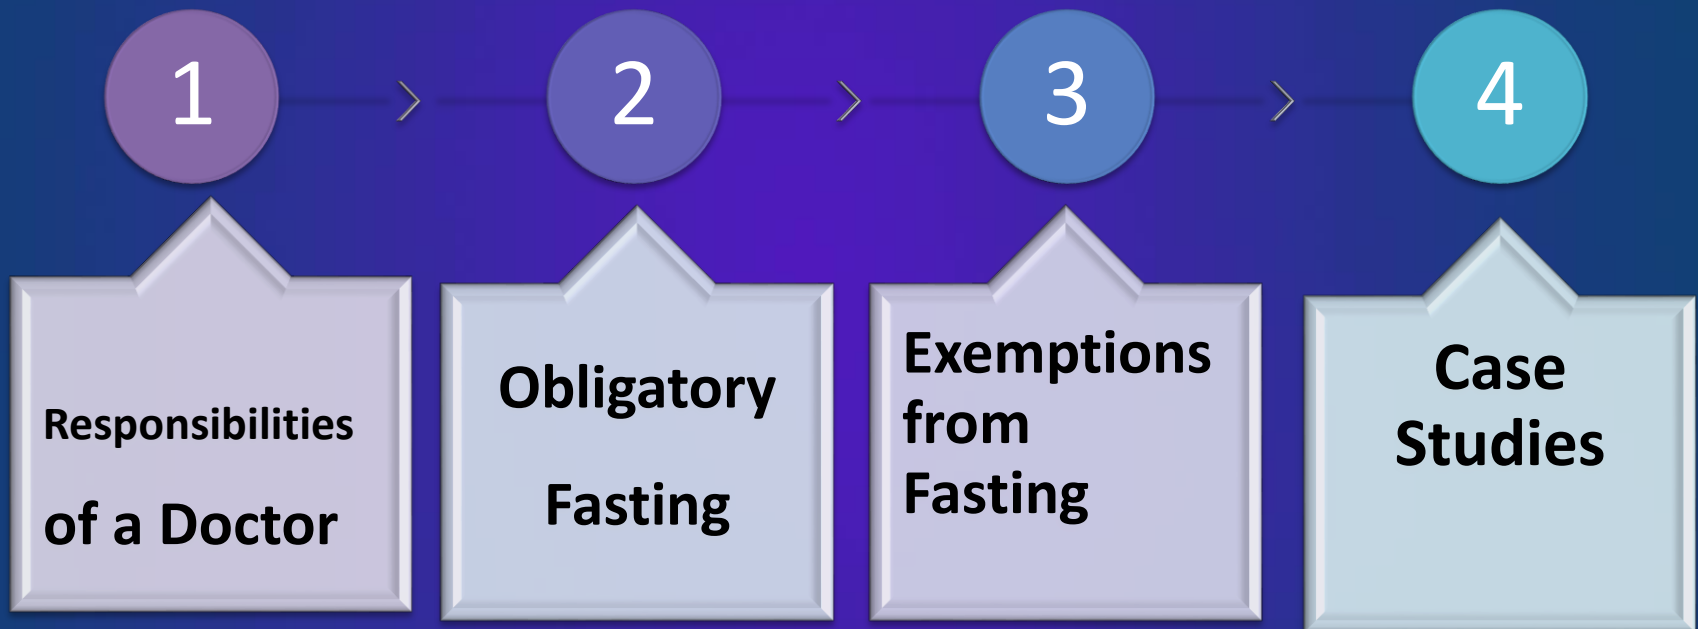 1
2
3
4
Responsibilities
of a Doctor
Obligatory
Fasting
Exemptions
from
Fasting
Case
Studies